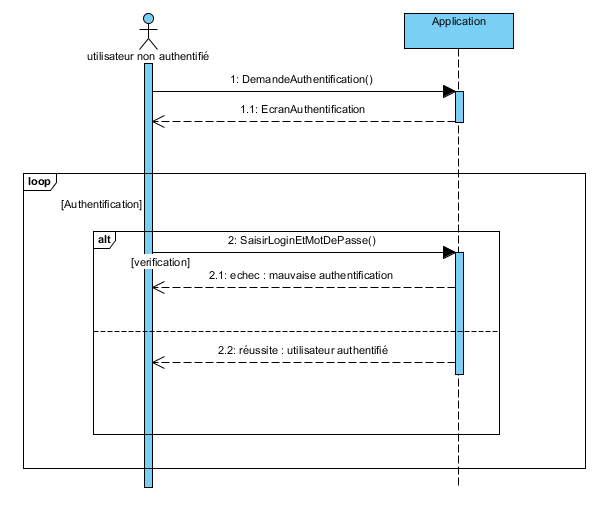 Application
utilisateur non authentifié
1: DemandeAuthentification()
1.1: EcranAuthentification
loop
[Authentification]
alt
2: SaisirLoginEtMotDePasse()
[verification]
2.1: echec : mauvaise authentification
2.2: réussite : utilisateur authentifié